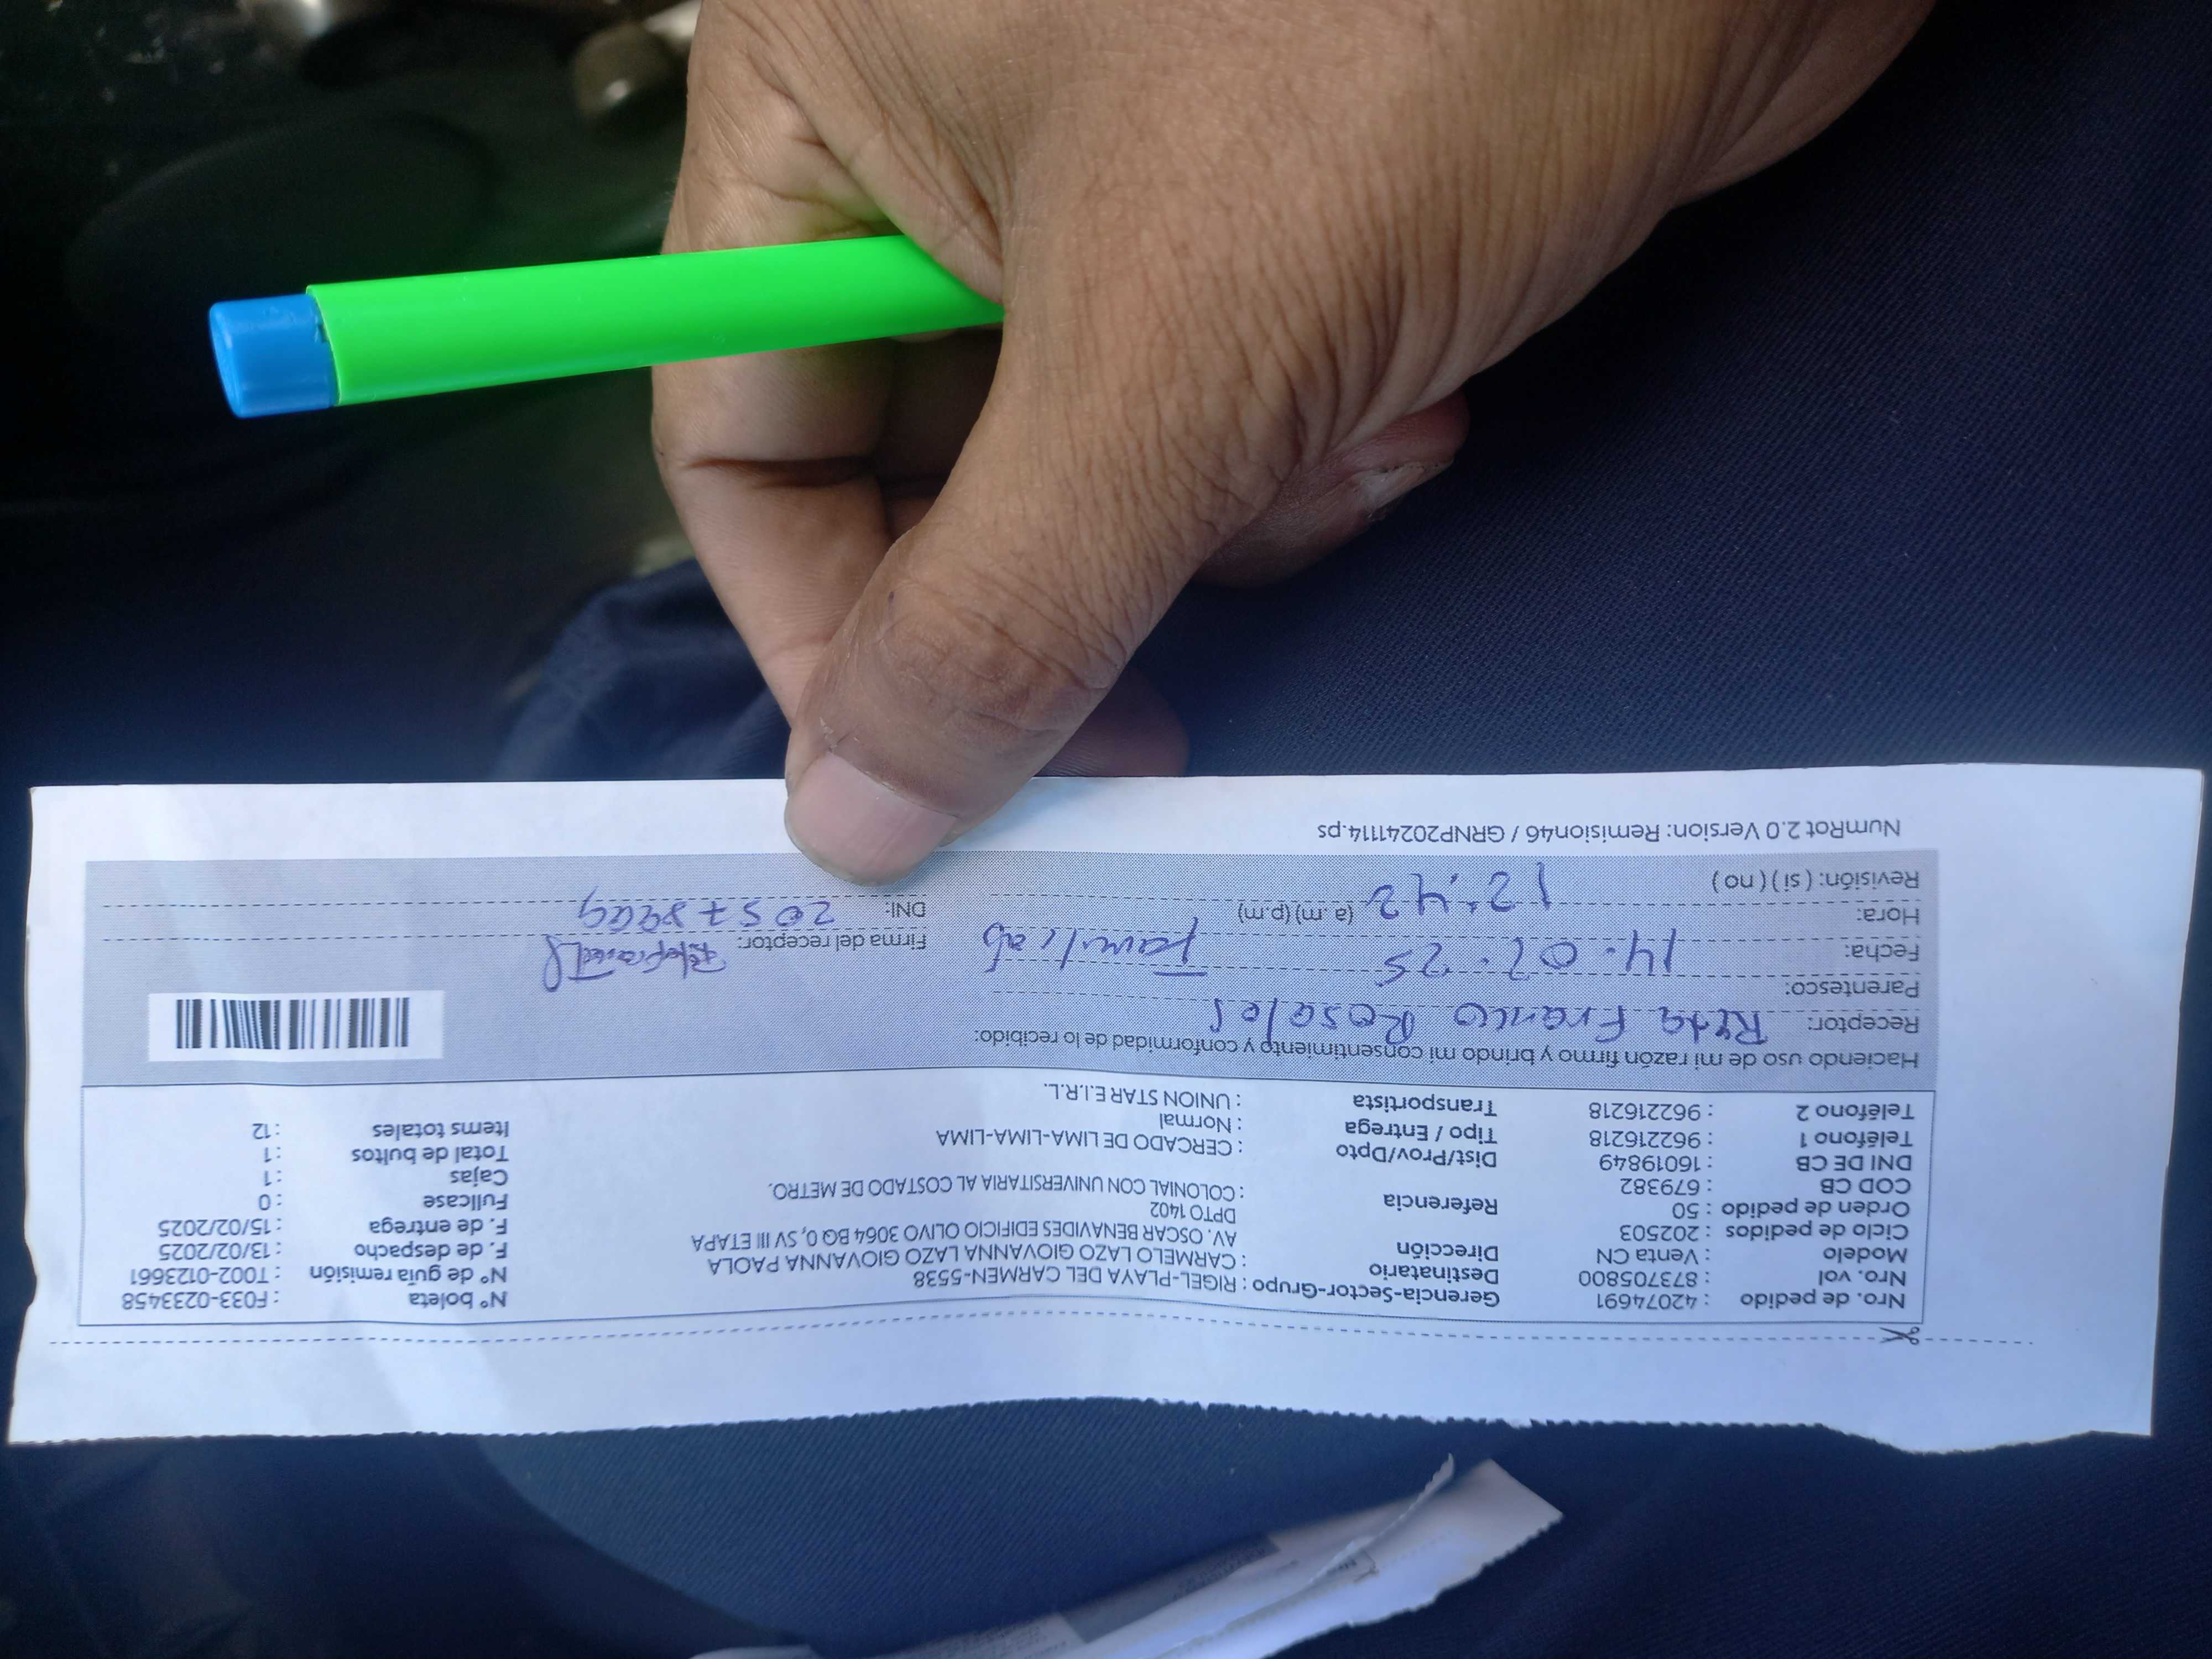 Nro. de pedido : 42074691
Nro. vol : 873705800
Modelo : Venta CN
Ciclo de pedidos : 202503
Orden de pedido : 50
COD CB : 679382
DNI DE CB : 16019849
Teléfono 1 : 962216218
Teléfono 2 : 962216218
Gerencia-Sector-Grupo : RIGEL-PLAYA DEL CARMEN-5538
Destinatario : CARMELO LAZO GIOVANNA LAZO GIOVANNA PAOLA
Dirección AV. OSCAR BENAVIDES EDIFICIO OLIVO 3064 BQ 0, SV III ETAPA
DPTO 1402
Referencia : COLONIAL CON UNIVERSITARIA AL COSTADO DE METRO.
Dist/Prov/Dpto : CERCADO DE LIMA-LIMA-LIMA
Tipo / Entrega : Normal
Transportista : UNION STAR E.I.R.L.
N° boleta : F033-0233458
N° de guía remisión : T002-0123661
F. de despacho : 13/02/2025
F. de entrega : 15/02/2025
Fullcase : 0
Cajas : 1
Total de bultos : 1
Items totales : 12
Haciendo uso de mi razón firmo y brindo mi consentimiento y conformidad de lo recibido:
Receptor: Rita Franco Rosales
Parentesco: Familiar
Fecha: 14.02.25
Hora: 12:42 (a. m) (p.m)
Revisión: ( si ) ( no )
Firma del receptor:
DNI:
NumRot 2.0 Version: Remision46 / GRNP20241114.ps